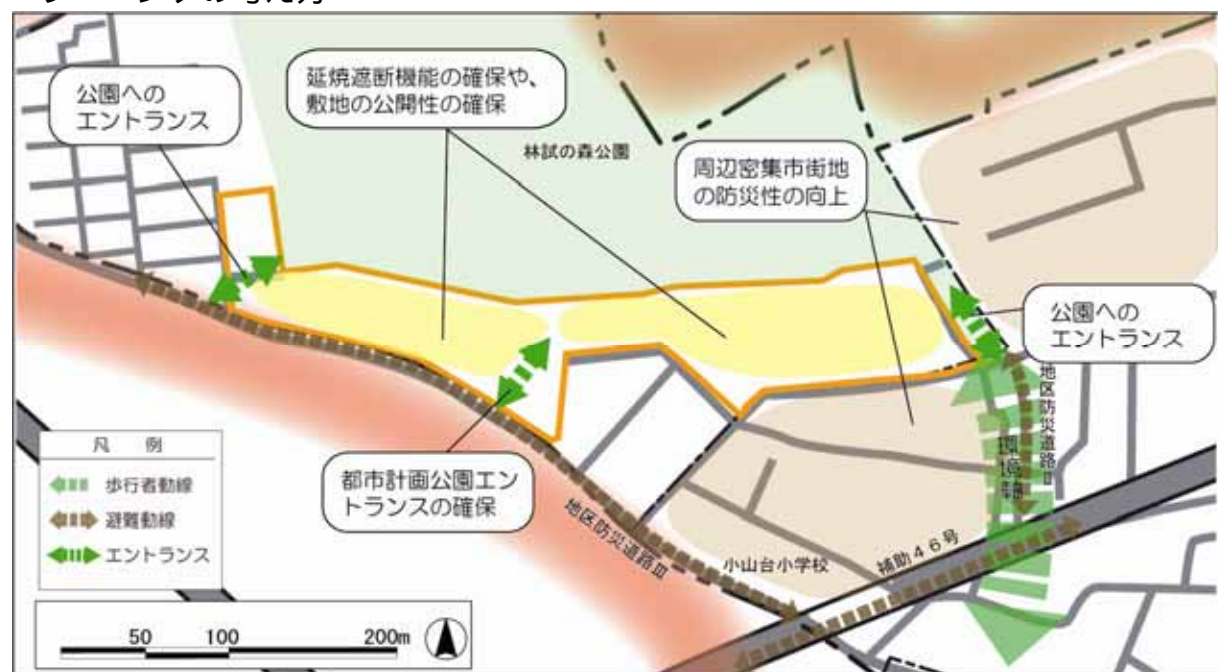 公園への
エントランス
延焼遮断機能の確保や、
敷地の公開性の確保
林試の森公園
周辺密集市街地
の防災性の向上
公園への
エントランス
地区防災道路Ⅱ
環境軸
都市計画公園エン
トランスの確保
地区防災道路Ⅲ
小山台小学校
補助46号
凡 例
歩行者動線
避難動線
エントランス
50 100 200m